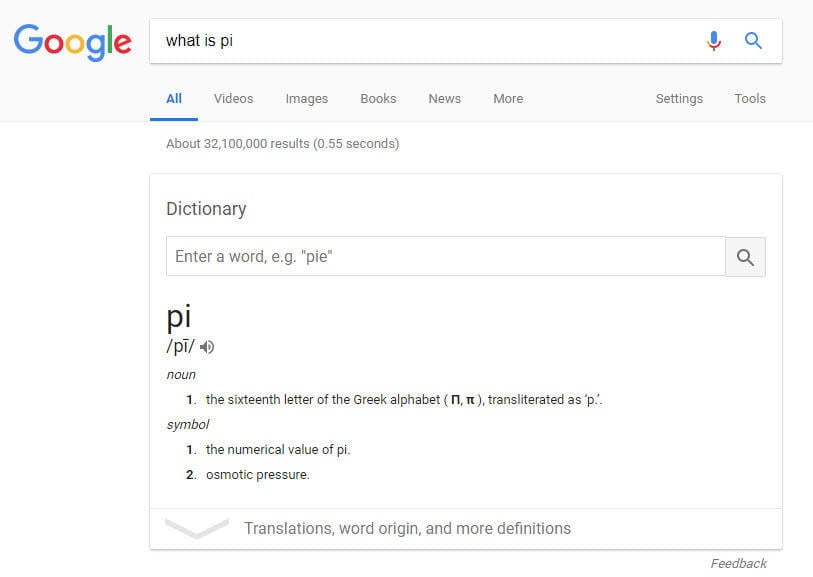 Google what is pi
All Videos Images Books News More Settings Tools
About 32,100,000 results (0.55 seconds)
Dictionary
Enter a word, e.g. "pie"
pi
/pī/
noun
1. the sixteenth letter of the Greek alphabet ( Π, π ), transliterated as ‘p.’.
symbol
1. the numerical value of pi.
2. osmotic pressure.
Translations, word origin, and more definitions
Feedback